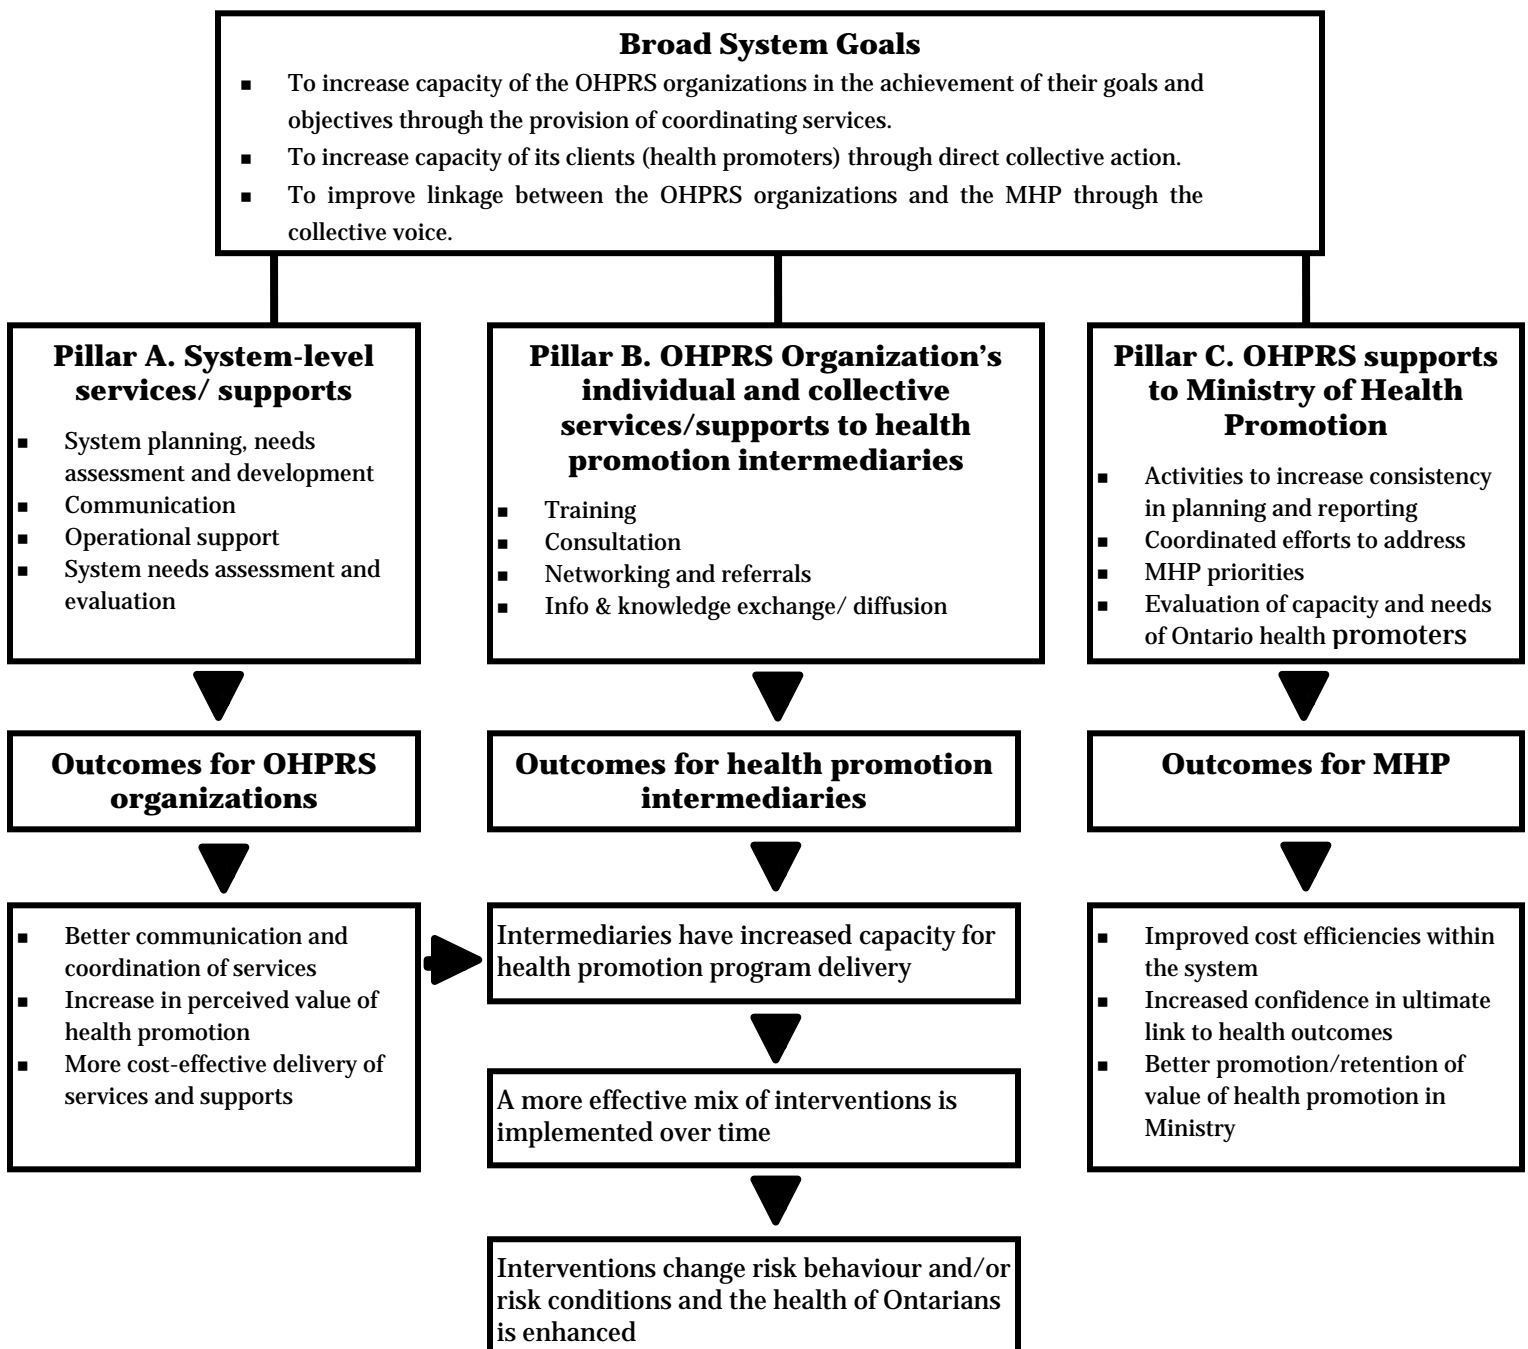 Broad System Goals
▪ To increase capacity of the OHPRS organizations in the achievement of their goals and
objectives through the provision of coordinating services.
▪ To increase capacity of its clients (health promoters) through direct collective action.
▪ To improve linkage between the OHPRS organizations and the MHP through the
collective voice.
Pillar A. System-level
services/ supports
▪ System planning, needs
assessment and development
▪ Communication
▪ Operational support
▪ System needs assessment and
evaluation
Pillar B. OHPRS Organization’s
individual and collective
services/supports to health
promotion intermediaries
▪ Training
▪ Consultation
▪ Networking and referrals
▪ Info & knowledge exchange/ diffusion
Pillar C. OHPRS supports
to Ministry of Health
Promotion
▪ Activities to increase consistency
in planning and reporting
▪ Coordinated efforts to address
▪ MHP priorities
▪ Evaluation of capacity and needs
of Ontario health promoters
Outcomes for OHPRS
organizations
Outcomes for health promotion
intermediaries
Outcomes for MHP
▪ Better communication and
coordination of services
▪ Increase in perceived value of
health promotion
▪ More cost-effective delivery of
services and supports
Intermediaries have increased capacity for
health promotion program delivery
A more effective mix of interventions is
implemented over time
Interventions change risk behaviour and/or
risk conditions and the health of Ontarians
is enhanced
▪ Improved cost efficiencies within
the system
▪ Increased confidence in ultimate
link to health outcomes
▪ Better promotion/retention of
value of health promotion in
Ministry